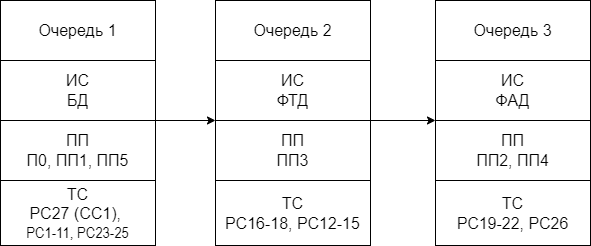 Очередь 1
ИС
БД
ПП
П0, ПП1, ПП5
ТС
РС27 (СС1),
РС1-11, РС23-25
Очередь 2
ИС
ФТД
ПП
ПП3
ТС
РС16-18, РС12-15
Очередь 3
ИС
ФАД
ПП
ПП2, ПП4
ТС
РС19-22, РС26